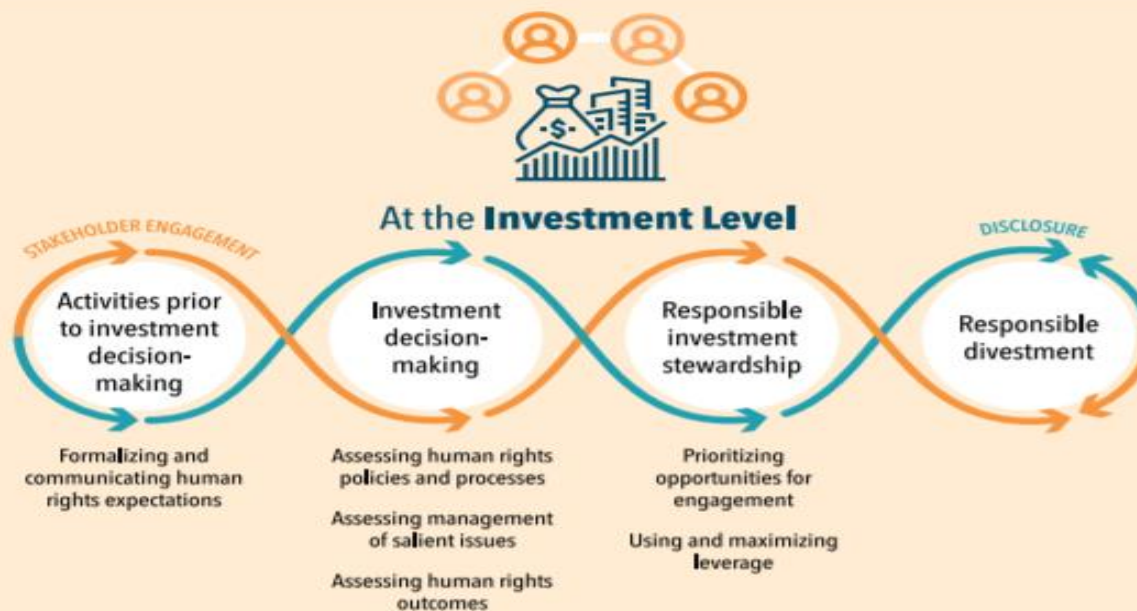 $
At the Investment Level
STAKEHOLDER ENGAGEMENT
DISCLOSURE
Activities prior
to investment
decision-
making
Investment
decision-
making
Responsible
investment
stewardship
Responsible
divestment
Formalizing and
communicating human
rights expectations
Assessing human rights
policies and processes
Assessing management
of salient issues
Assessing human rights
outcomes
Prioritizing
opportunities for
engagement
Using and maximizing
leverage